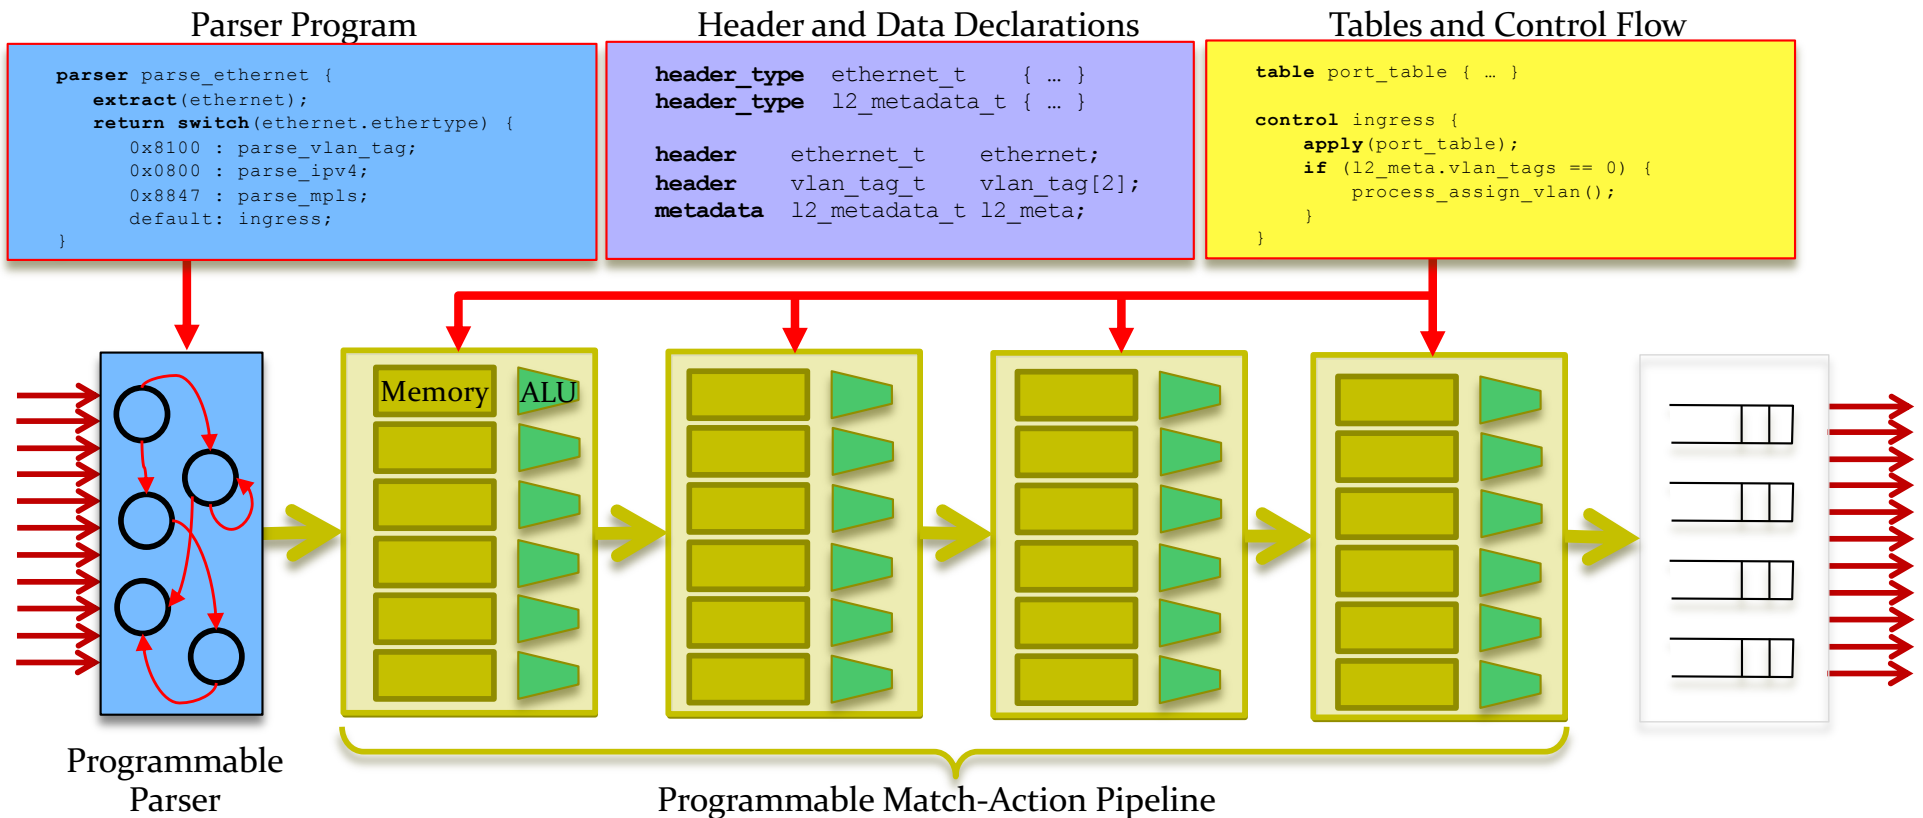 Parser Program
parser parse_ethernet {
extract(ethernet);
return switch(ethernet.ethertype) {
0x8100 : parse_vlan_tag;
0x0800 : parse_ipv4;
0x8847 : parse_mpls;
default: ingress;
}
Header and Data Declarations
header_type ethernet_t { … }
header_type l2_metadata_t { … }
header ethernet_t ethernet;
header vlan_tag_t vlan_tag[2];
metadata l2_metadata_t l2_meta;
Tables and Control Flow
table port_table { … }
control ingress {
apply(port_table);
if (l2_meta.vlan_tags == 0) {
process_assign_vlan();
}
}
Memory ALU
Programmable
Parser
Programmable Match-Action Pipeline